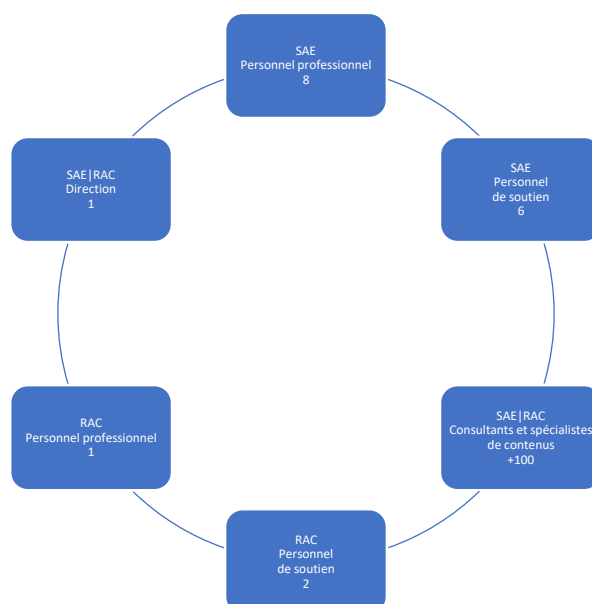 SAE
Personnel professionnel
8
SAE
Personnel
de soutien
6
SAE|RAC
Consultants et spécialistes
de contenus
+100
RAC
Personnel
de soutien
2
RAC
Personnel professionnel
1
SAE|RAC
Direction
1